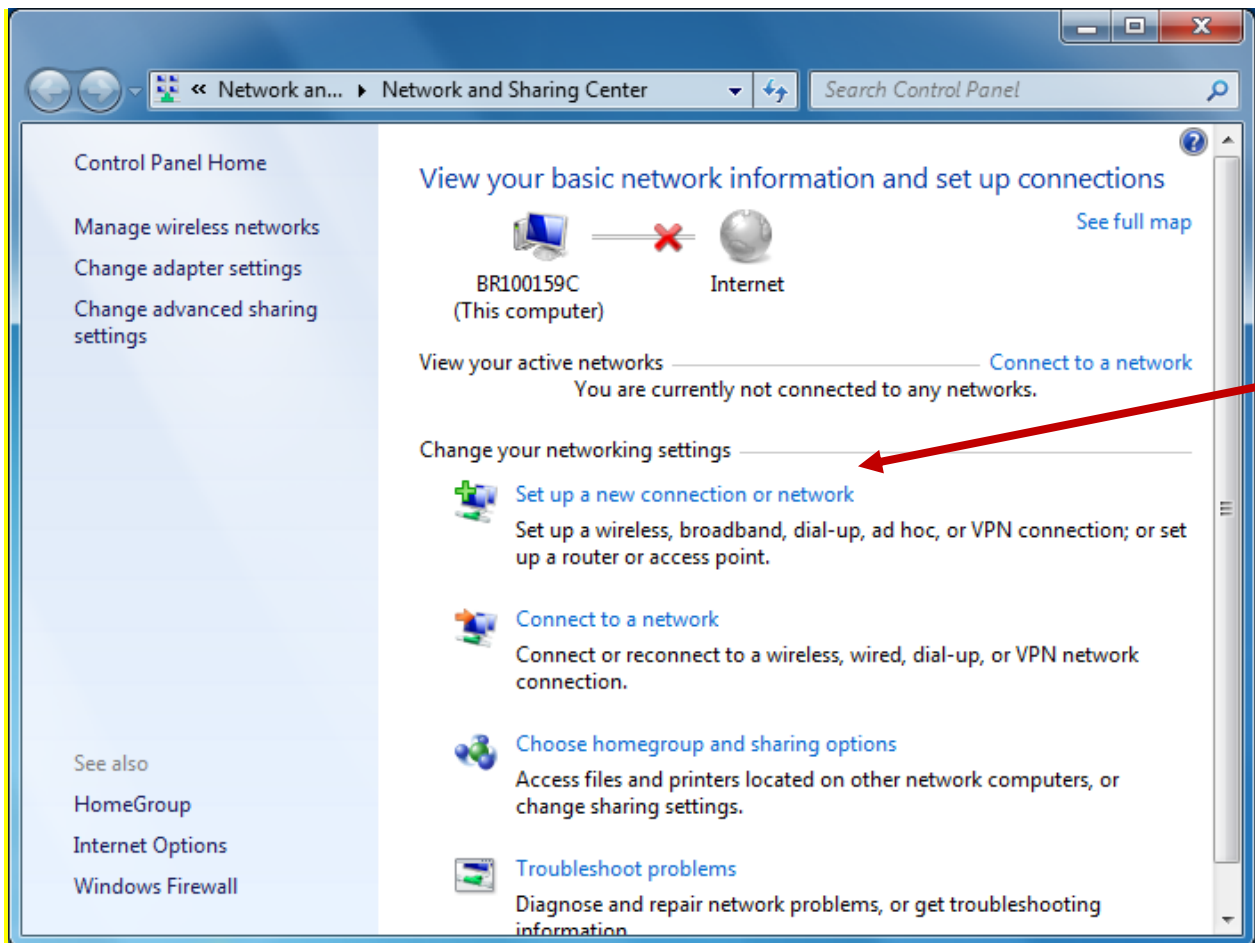 « Network an... Network and Sharing Center Search Control Panel
Control Panel Home
Manage wireless networks
Change adapter settings
Change advanced sharing
settings
See also
HomeGroup
Internet Options
Windows Firewall
View your basic network information and set up connections
See full map
BR100159C
(This computer)
Internet
View your active networks Connect to a network
You are currently not connected to any networks.
Change your networking settings
Set up a new connection or network
Set up a wireless, broadband, dial-up, ad hoc, or VPN connection; or set
up a router or access point.
Connect to a network
Connect or reconnect to a wireless, wired, dial-up, or VPN network
connection.
Choose homegroup and sharing options
Access files and printers located on other network computers, or
change sharing settings.
Troubleshoot problems
Diagnose and repair network problems, or get troubleshooting
information.